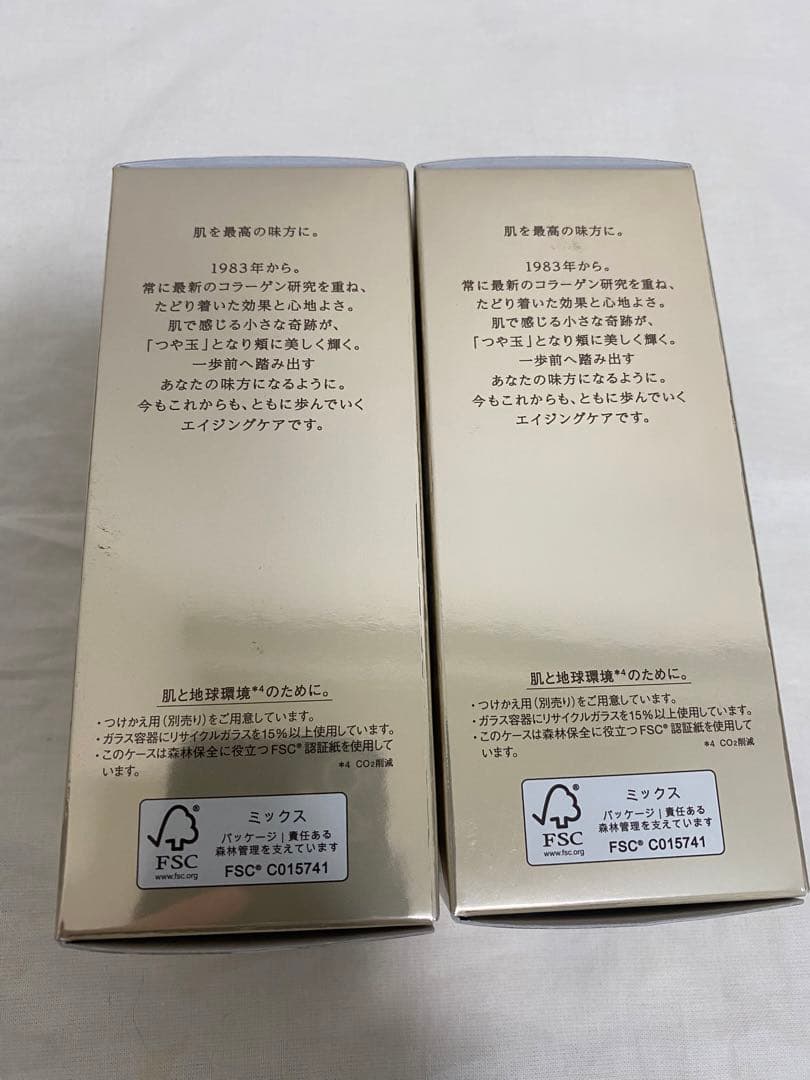 肌を最高の味方に。
1983年から。
常に最新のコラーゲン研究を重ね、
たどり着いた効果と心地よさ。
肌で感じる小さな奇跡が、
「つや玉」となり頬に美しく輝く。
一歩前へ踏み出す
あなたの味方になるように。
今もこれからも、ともに歩んでいく
エイジングケアです。
肌と地球環境*4のために。
・つけかえ用(別売り)をご用意しています。
・ガラス容器にリサイクルガラスを15%以上使用しています。
・このケースは森林保全に役立つFSC®認証紙を使用して
います。
*4 CO2削減
FSC
www.fsc.org
ミックス
パッケージ|責任ある
森林管理を支えています
FSC® C015741
肌を最高の味方に。
1983年から。
常に最新のコラーゲン研究を重ね、
たどり着いた効果と心地よさ。
肌で感じる小さな奇跡が、
「つや玉」となり頬に美しく輝く。
一歩前へ踏み出す
あなたの味方になるように。
今もこれからも、ともに歩んでいく
エイジングケアです。
肌と地球環境*4のために。
・つけかえ用(別売り)をご用意しています。
・ガラス容器にリサイクルガラスを15%以上使用しています。
・このケースは森林保全に役立つFSC®認証紙を使用して
います。
*4 CO2削減
FSC
www.fsc.org
ミックス
パッケージ|責任ある
森林管理を支えています
FSC® C015741